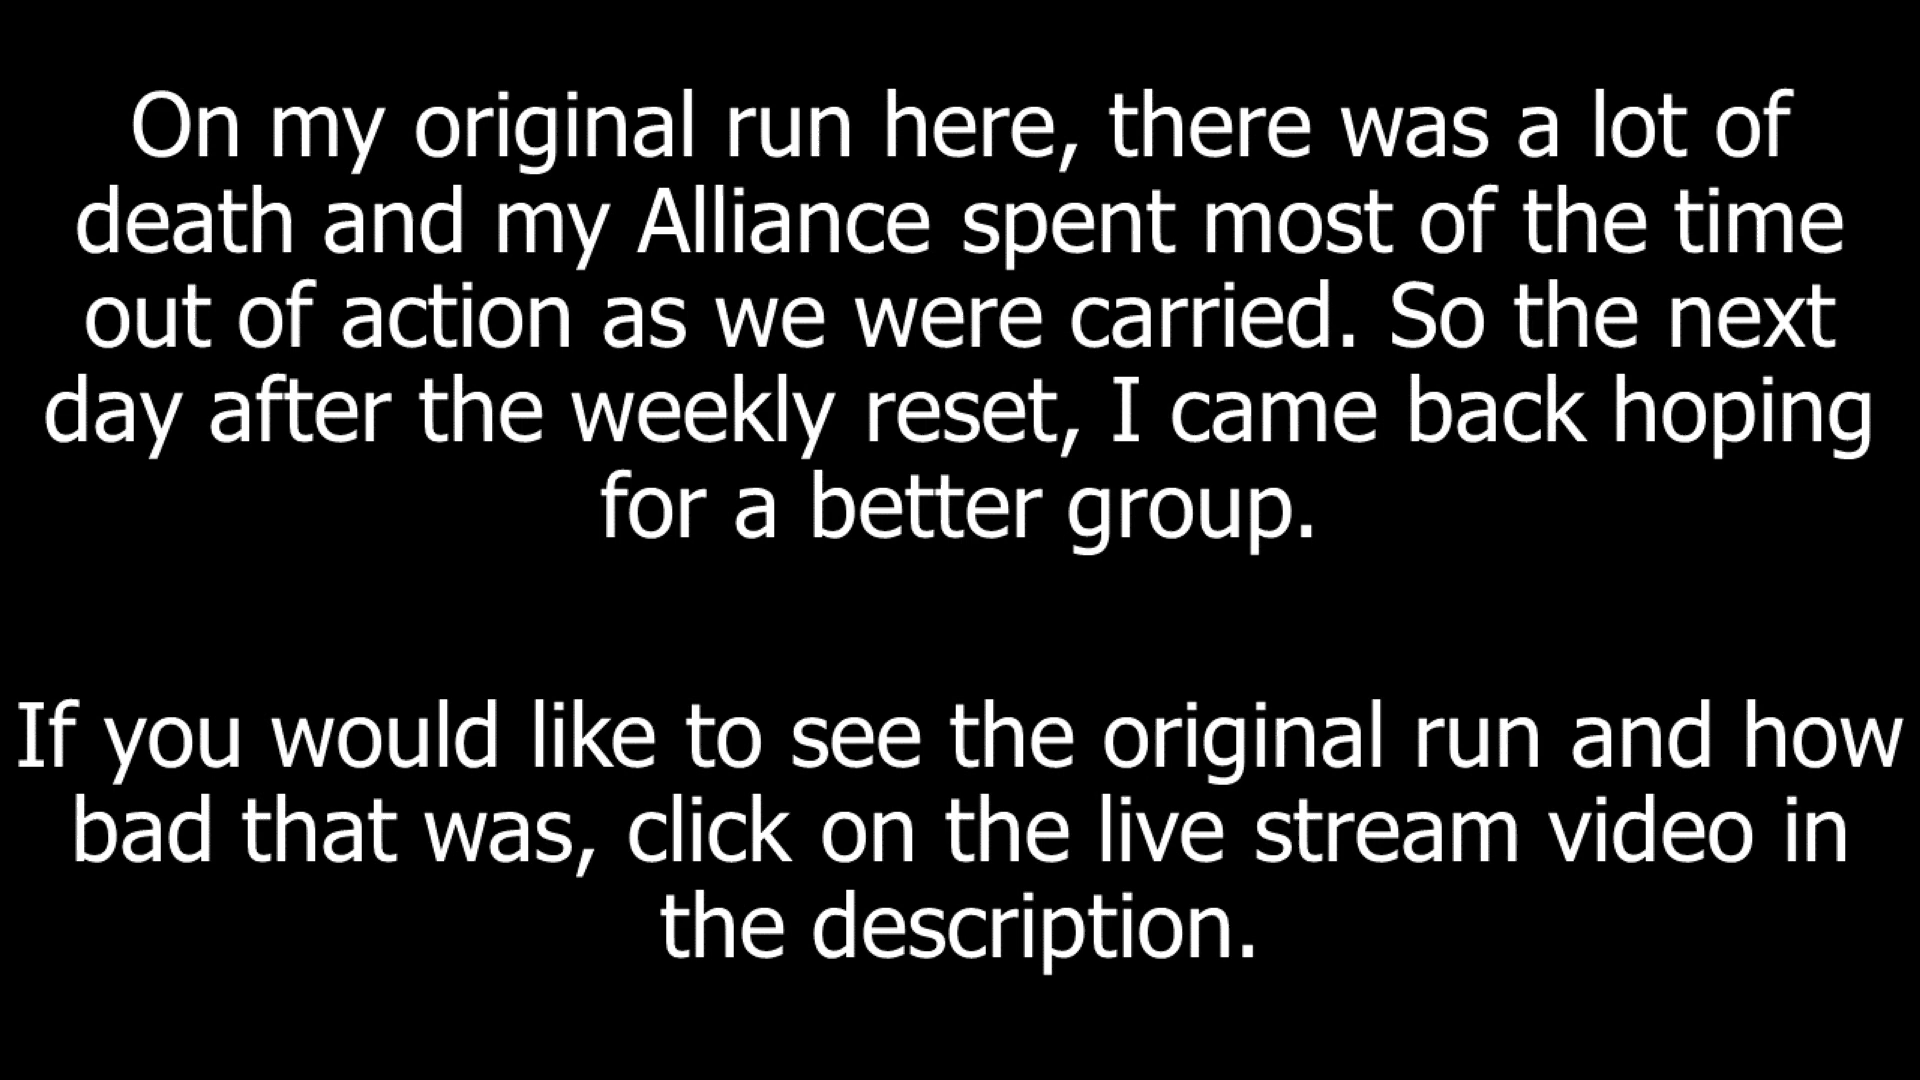 On my original run here, there was a lot of
death and my Alliance spent most of the time
out of action as we were carried. So the next
day after the weekly reset, I came back hoping
for a better group.
If you would like to see the original run and how
bad that was, click on the live stream video in
the description.